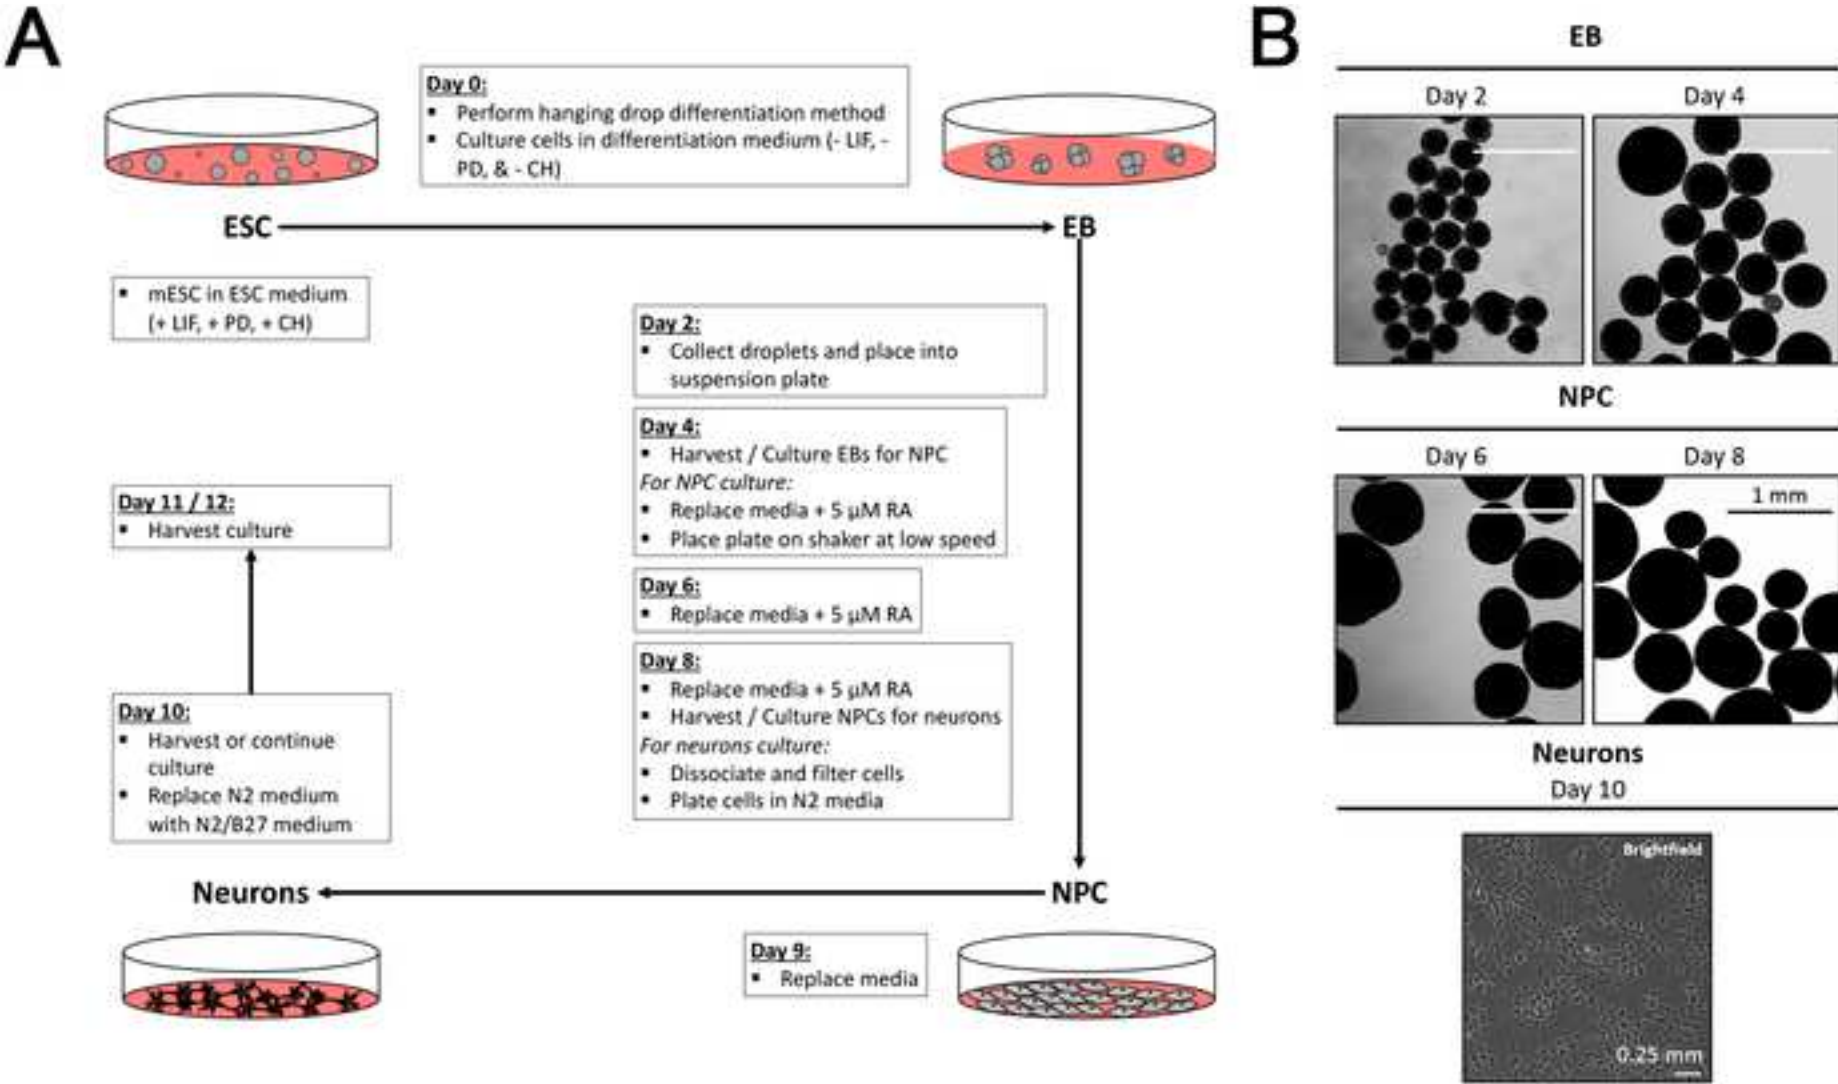 A
Day 0:
▪ Perform hanging drop differentiation method
▪ Culture cells in differentiation medium (- LIF, -
PD, & - CH)
ESC
EB
▪ mESC in ESC medium
(+ LIF, + PD, + CH)
Day 2:
▪ Collect droplets and place into
suspension plate
Day 4:
▪ Harvest / Culture EBs for NPC
For NPC culture:
▪ Replace media + 5 µM RA
▪ Place plate on shaker at low speed
Day 6:
▪ Replace media + 5 µM RA
Day 8:
▪ Replace media + 5 µM RA
▪ Harvest / Culture NPCs for neurons
For neurons culture:
▪ Dissociate and filter cells
▪ Plate cells in N2 media
NPC
Day 9:
▪ Replace media
Neurons
Day 10:
▪ Harvest or continue
culture
▪ Replace N2 medium
with N2/B27 medium
Day 11 / 12:
▪ Harvest culture
B
EB
Day 2
Day 4
NPC
Day 6
Day 8
1 mm
Neurons
Day 10
Brightfield
0.25 mm